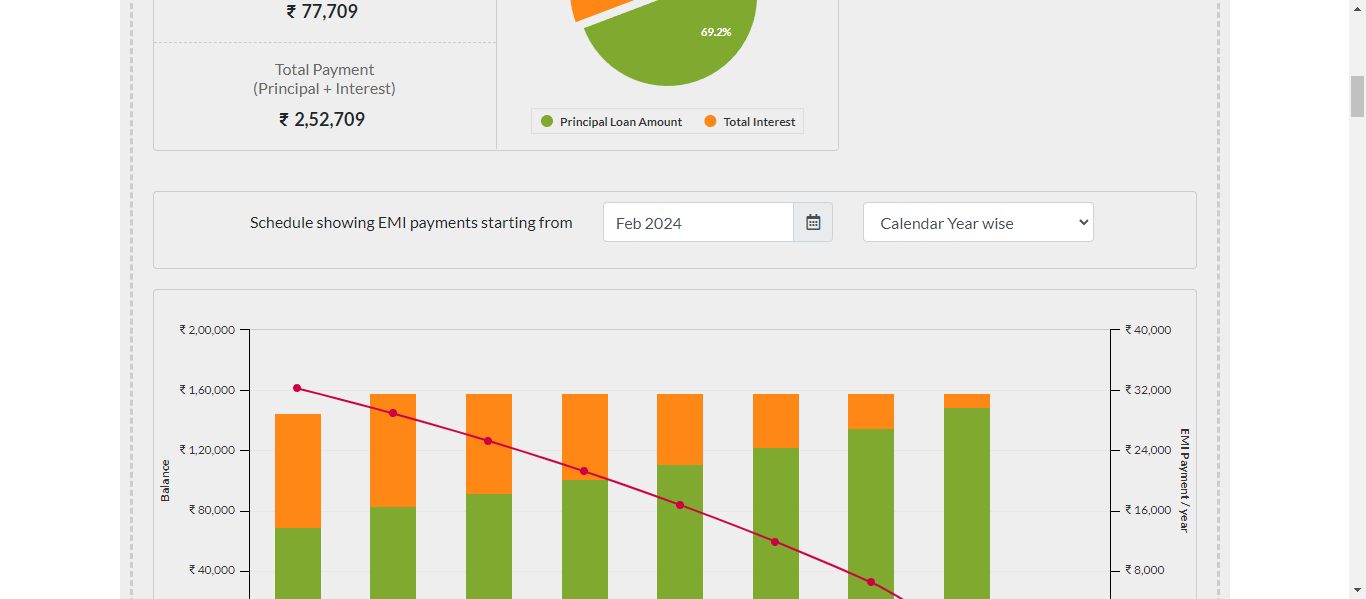 ₹ 77,709
Total Payment
(Principal + Interest)
₹ 2,52,709
69.2%
Principal Loan Amount
Total Interest
Schedule showing EMI payments starting from
Feb 2024
Calendar Year wise
₹ 2,00,000
₹ 1,60,000
₹ 1,20,000
₹ 80,000
₹ 40,000
Balance
₹ 40,000
₹ 32,000
₹ 24,000
₹ 16,000
₹ 8,000
EMI Payment / year